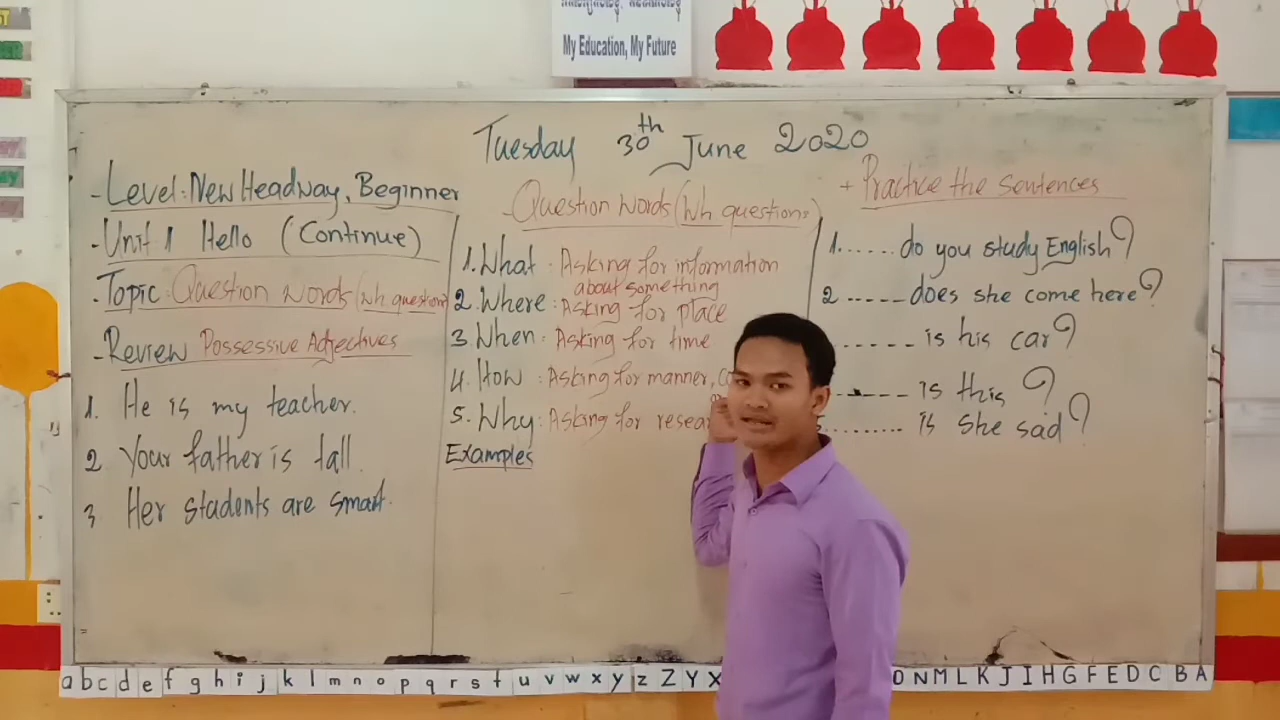 My Education, My Future
Tuesday 30th June 2020
- Level: New Headway, Beginner
- Unit 1 Hello (Continue)
- Topic: Question Words (Wh question
- Review Possessive Adjectives
1. He is my teacher.
2 Your father is tall.
3 Her students are smart.
- Question Words (Wh questions)
1. What : Asking for information
about something
2. Where : Asking for place
3 When : Asking for time
4. How : Asking for manner,
5. Why : Asking for
Examples
+ Practice the Sentences
1. ..... do you study English?
2 ..... does she come here?
..... is his car?
..... is this?
........ is she sad?
a b c d e f g h i j k l m n o p q r s t u v w x y z Z Y X
O N M L K J I H G F E D C B A